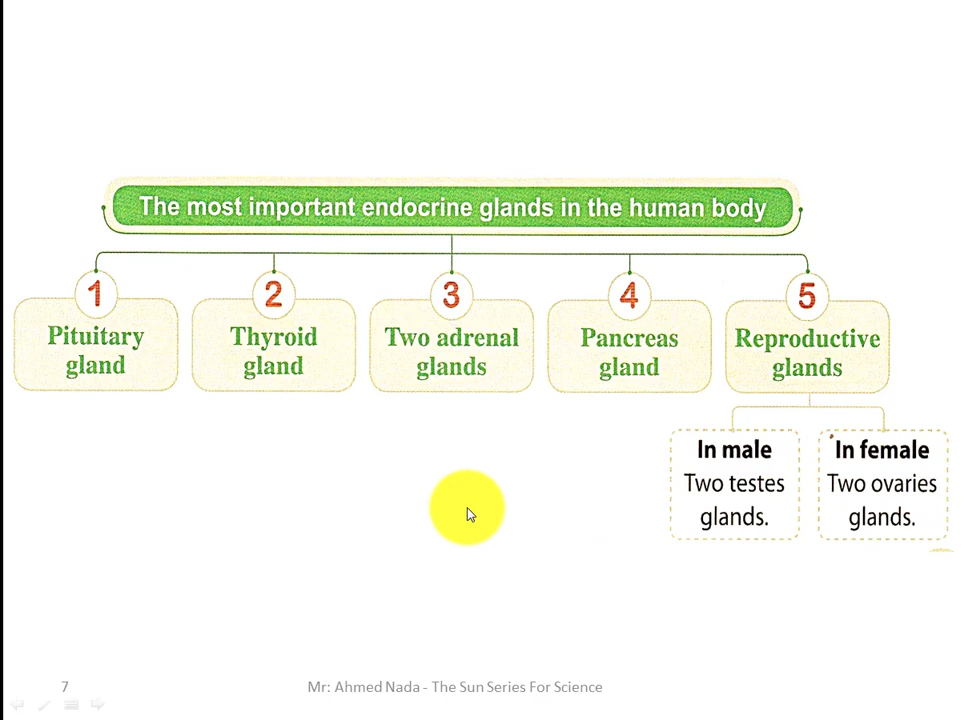 The most important endocrine glands in the human body
1
Pituitary
gland
2
Thyroid
gland
3
Two adrenal
glands
4
Pancreas
gland
5
Reproductive
glands
In male
Two testes
glands.
In female
Two ovaries
glands.
7
Mr: Ahmed Nada - The Sun Series For Science